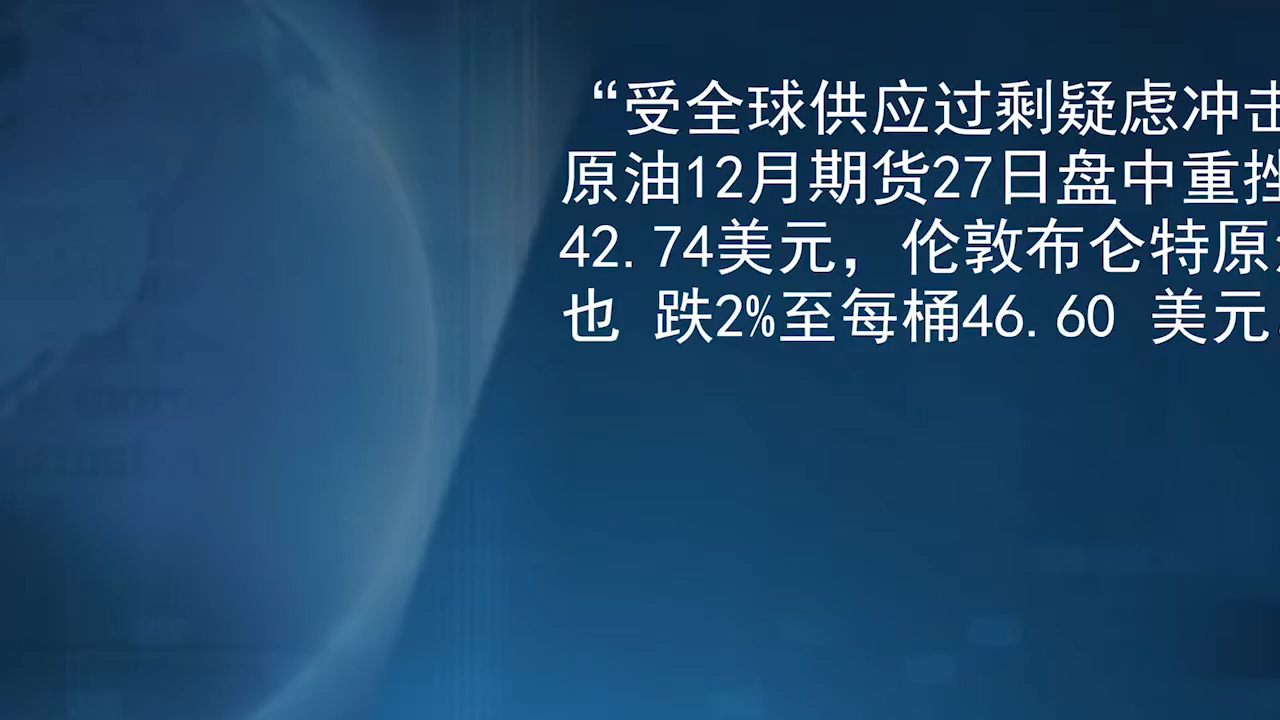 “受全球供应过剩疑虑冲击
原油12月期货27日盘中重挫
42.74美元，伦敦布仑特原
也 跌2%至每桶46.60 美元